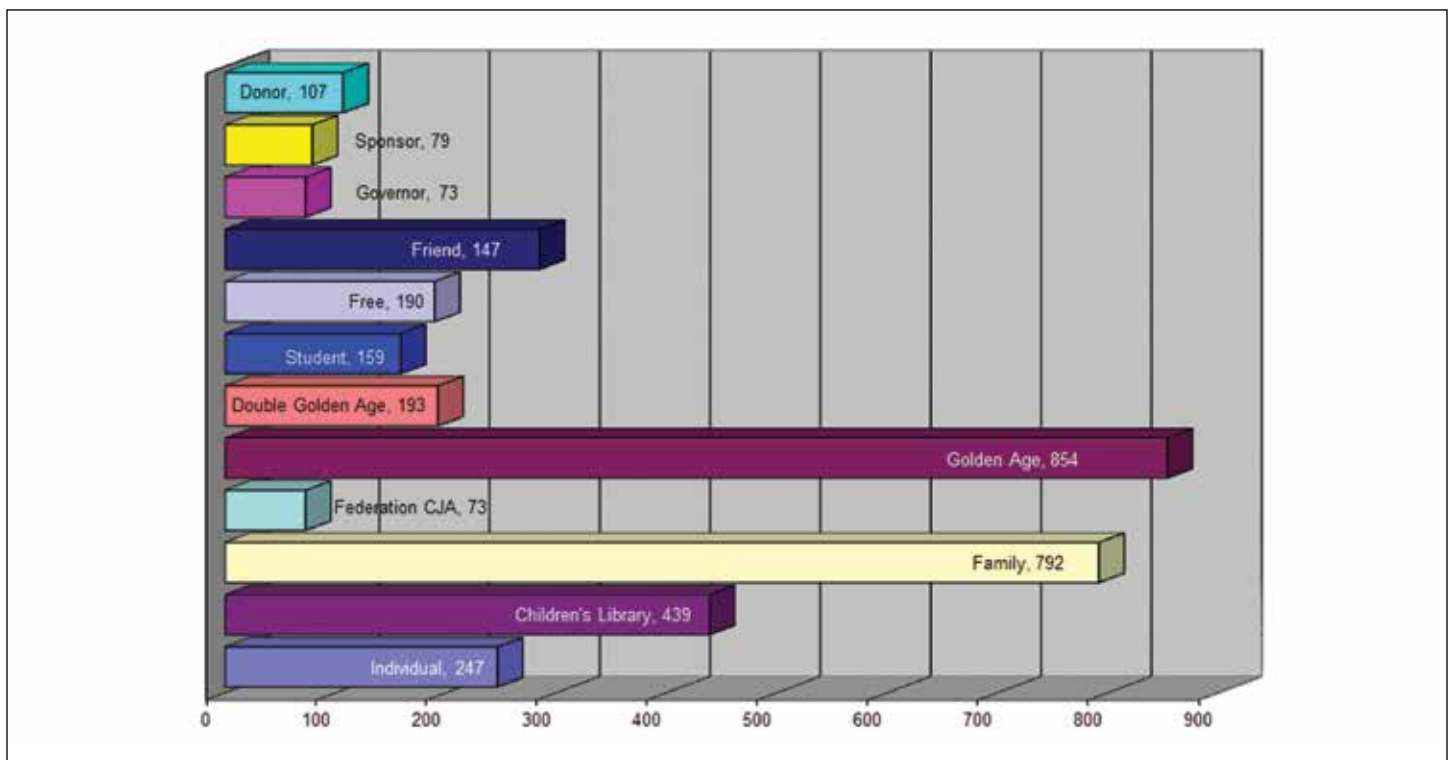 Donor, 107
Sponsor, 79
Governor, 73
Friend, 147
Free, 190
Student, 159
Double Golden Age, 193
Golden Age, 854
Federation CJA, 73
Family, 792
Children's Library, 439
Individual, 247
0 100 200 300 400 500 600 700 800 900